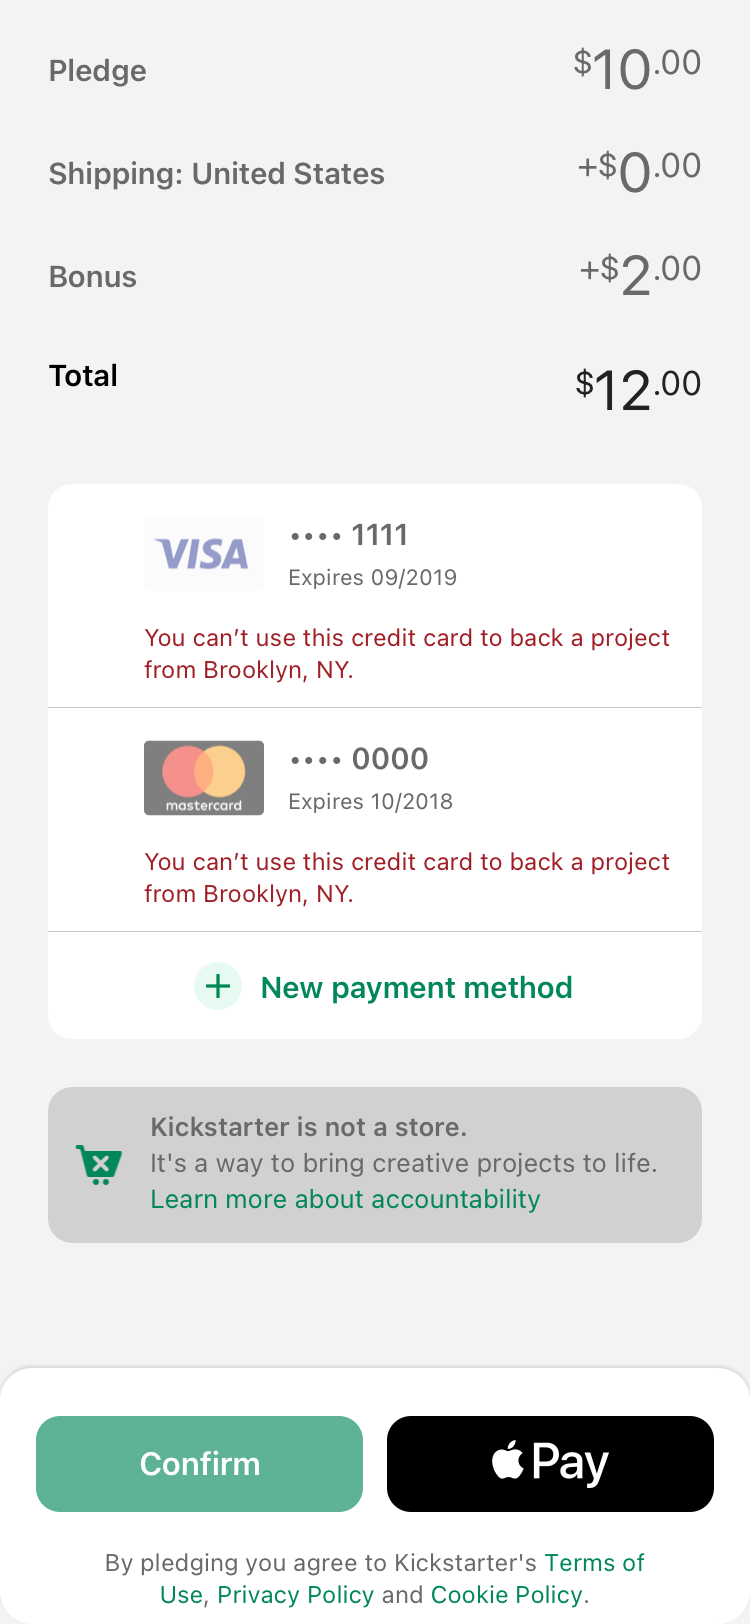 Pledge $10.00
Shipping: United States +$0.00
Bonus +$2.00
Total $12.00
VISA •••• 1111
Expires 09/2019
You can’t use this credit card to back a project
from Brooklyn, NY.
mastercard •••• 0000
Expires 10/2018
You can’t use this credit card to back a project
from Brooklyn, NY.
+ New payment method
Kickstarter is not a store.
It's a way to bring creative projects to life.
Learn more about accountability
Confirm Pay
By pledging you agree to Kickstarter's Terms of
Use, Privacy Policy and Cookie Policy.